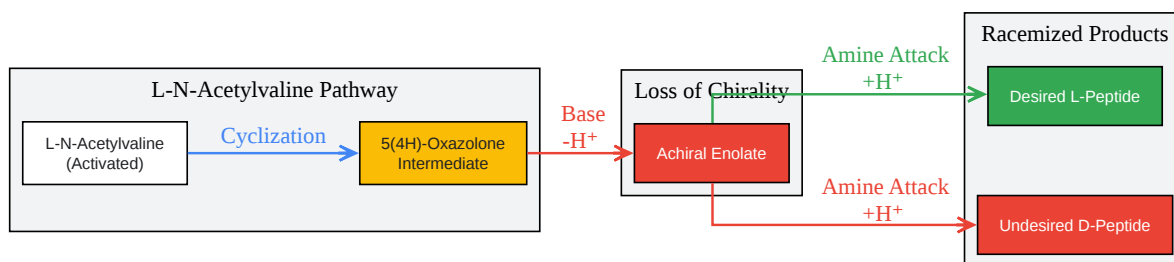 L-N-Acetylvaline Pathway
L-N-Acetylvaline
(Activated)
Cyclization
5(4H)-Oxazolone
Intermediate
Base
-H⁺
Loss of Chirality
Achiral Enolate
Amine Attack
+H⁺
Amine Attack
+H⁺
Racemized Products
Desired L-Peptide
Undesired D-Peptide